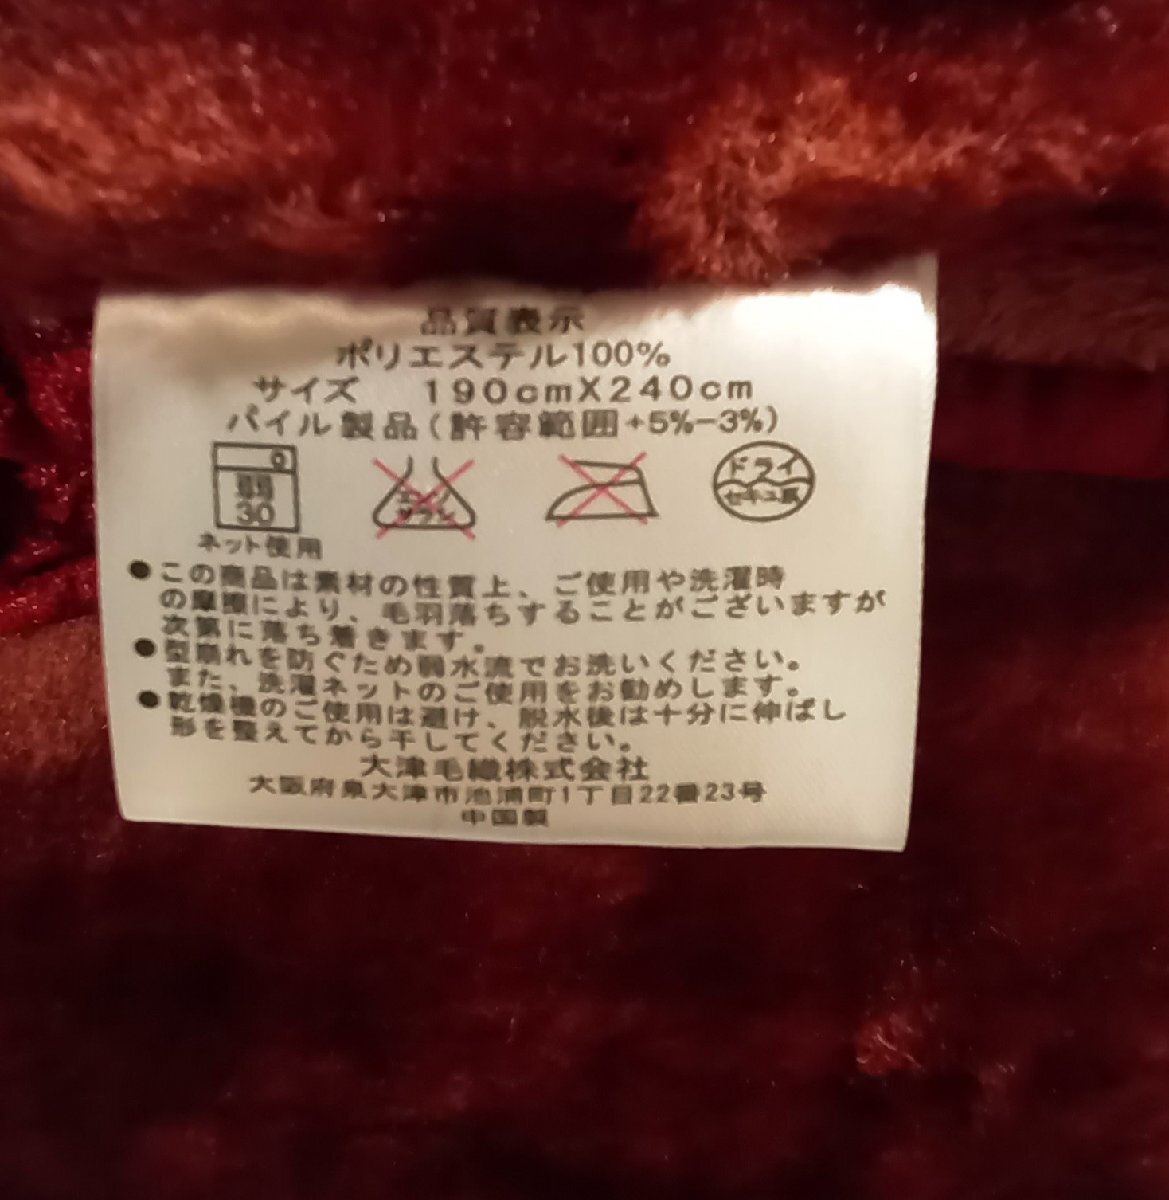 品質表示
ポリエステル100%
サイズ 190cmX240cm
パイル製品(許容範囲+5%-3%)
弱
30
エンソ
サラシ
ドライ
セキユ系
ネット使用
●この商品は素材の性質上、ご使用や洗濯時
の摩擦により、毛羽落ちすることがございますが
次第に落ち着きます。
●型崩れを防ぐため弱水流でお洗いください。
また、洗濯ネットのご使用をお勧めします。
●乾燥機のご使用は避け、脱水後は十分に伸ばし
形を整えてから干してください。
大津毛織株式会社
大阪府泉大津市池浦町1丁目22番23号
中国製